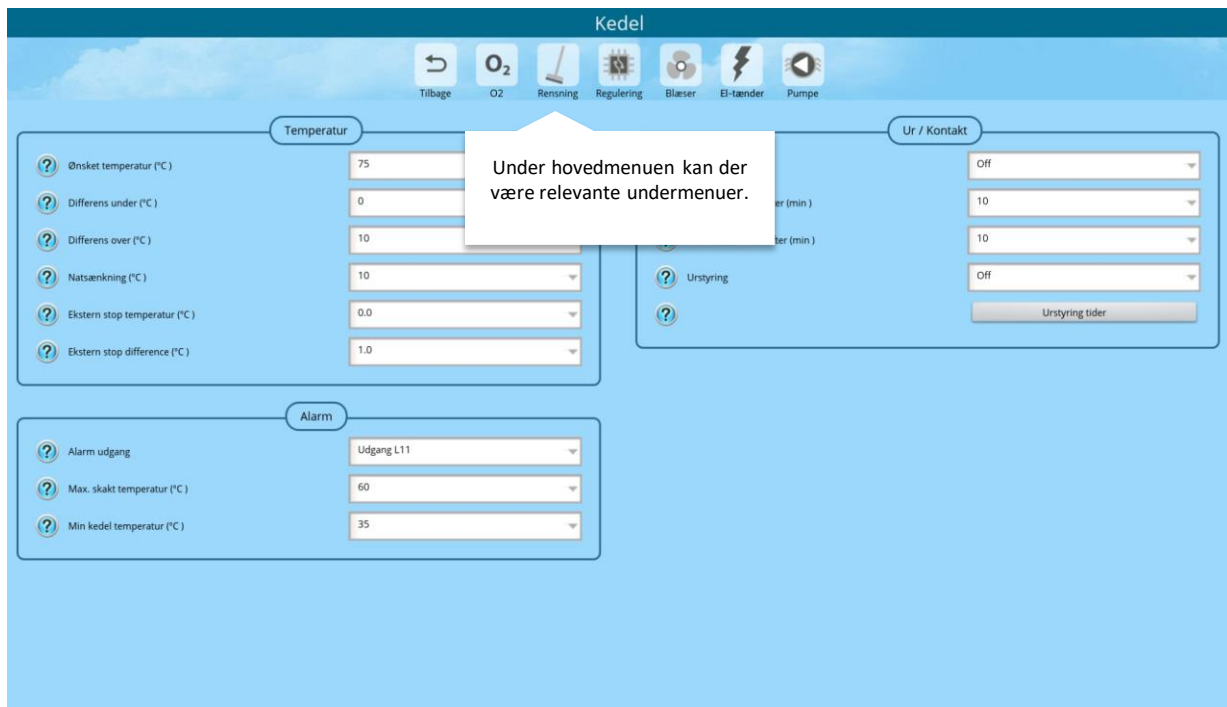 Kedel
Tilbage
O₂
O2
Rensning
Regulering
Blæser
El-tænder
Pumpe
Under hovedmenuen kan der
være relevante undermenuer.
Temperatur
? Ønsket temperatur (°C ) 75
? Differens under (°C ) 0
? Differens over (°C ) 10
? Natsænkning (°C ) 10
? Ekstern stop temperatur (°C ) 0.0
? Ekstern stop difference (°C ) 1.0
Alarm
? Alarm udgang Udgang L11
? Max. skakt temperatur (°C ) 60
? Min kedel temperatur (°C ) 35
Ur / Kontakt
Off
(min ) 10
(min ) 10
? Urstyring Off
? Urstyring tider